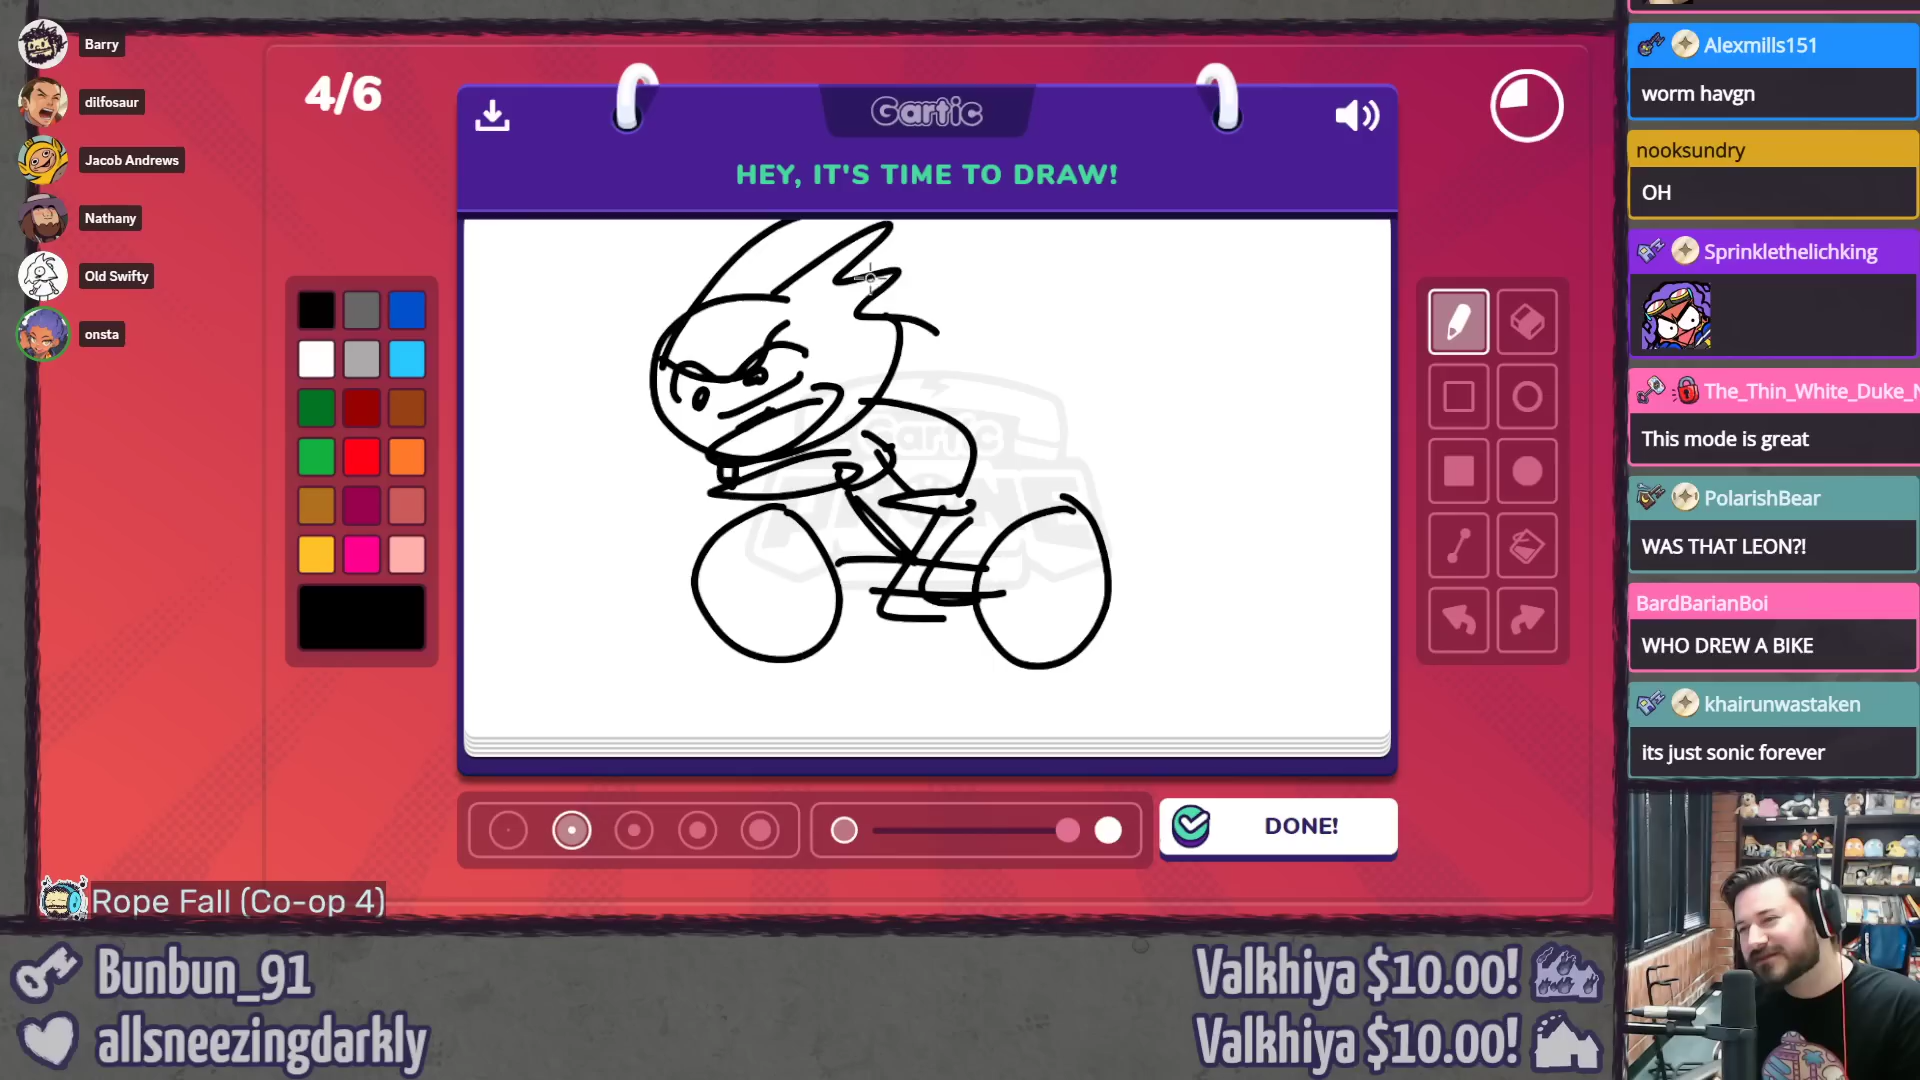 Barry
dilfosaur
Jacob Andrews
Nathany
Old Swifty
onsta
4/6
Gartic
HEY, IT'S TIME TO DRAW!
Gartic
PHONE
DONE!
Rope Fall (Co-op 4)
Alexmills151
worm havgn
nooksundry
OH
Sprinklethelichking
The_Thin_White_Duke_
This mode is great
PolarishBear
WAS THAT LEON?!
BardBarianBoi
WHO DREW A BIKE
khairunwastaken
its just sonic forever
Bunbun_91
allsneezingdarkly
Valkhiya $10.00!
Valkhiya $10.00!